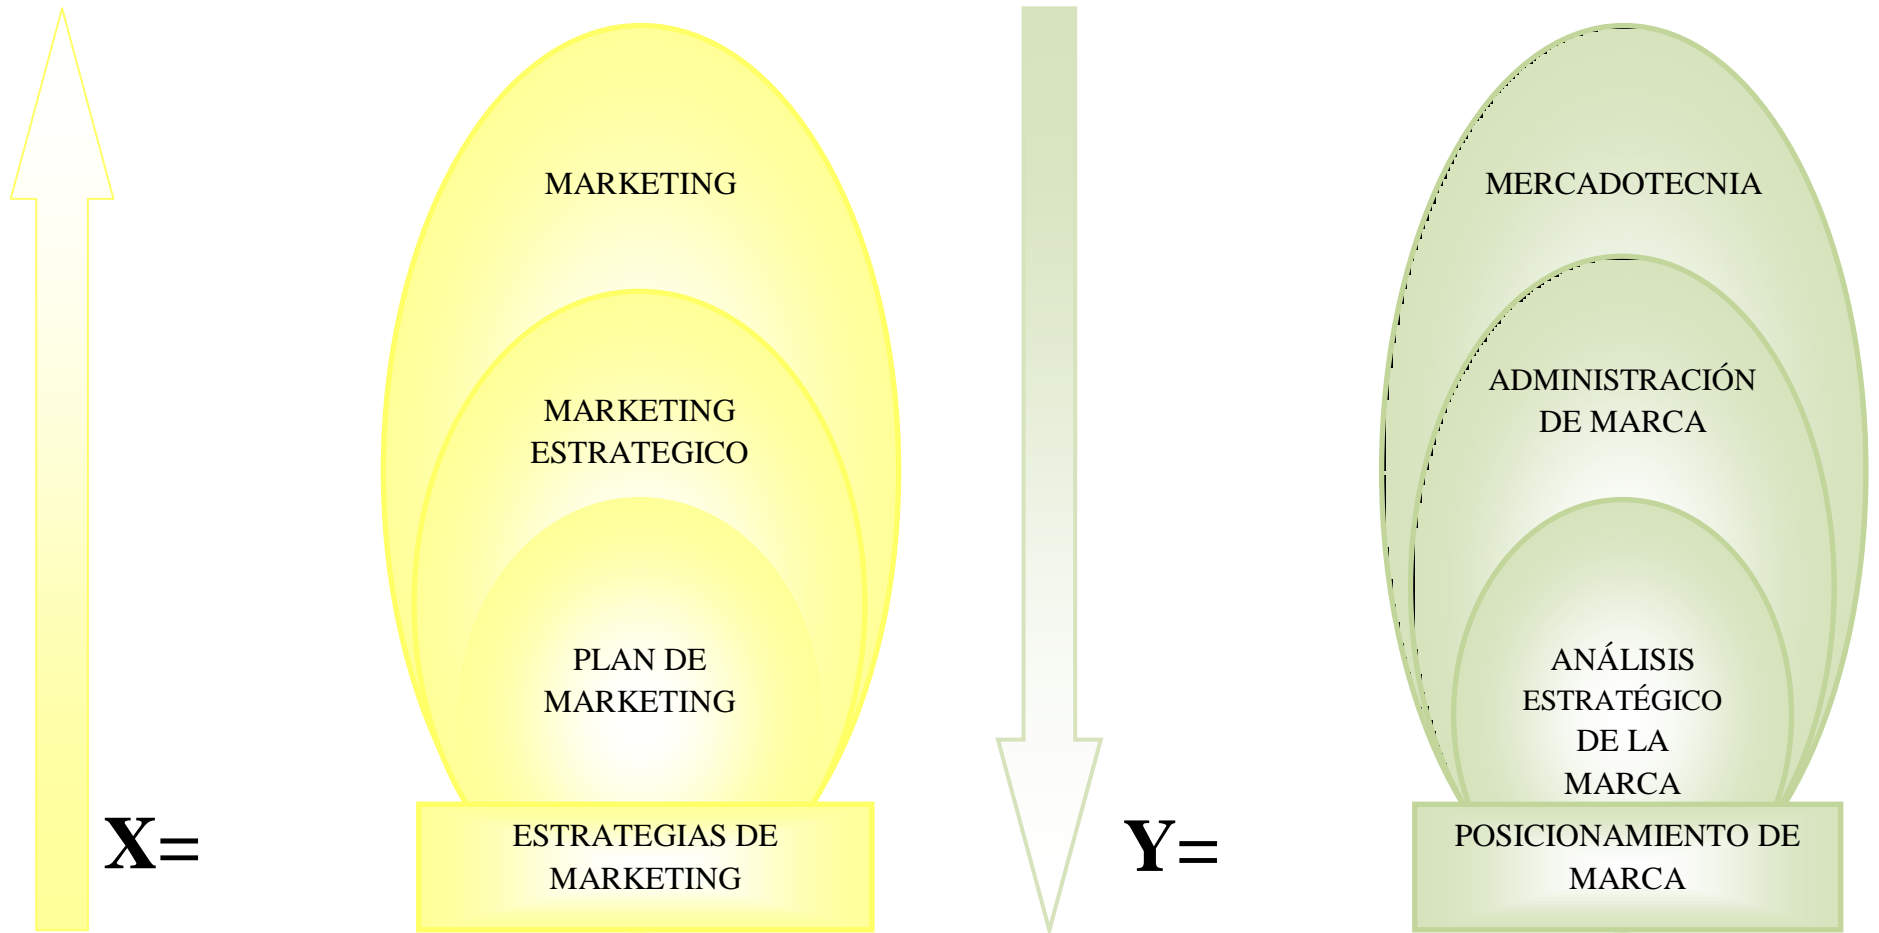 MARKETING
MARKETING
ESTRATEGICO
PLAN DE
MARKETING
X=
ESTRATEGIAS DE
MARKETING
MERCADOTECNIA
ADMINISTRACIÓN
DE MARCA
ANÁLISIS
ESTRATÉGICO
DE LA
MARCA
Y=
POSICIONAMIENTO DE
MARCA